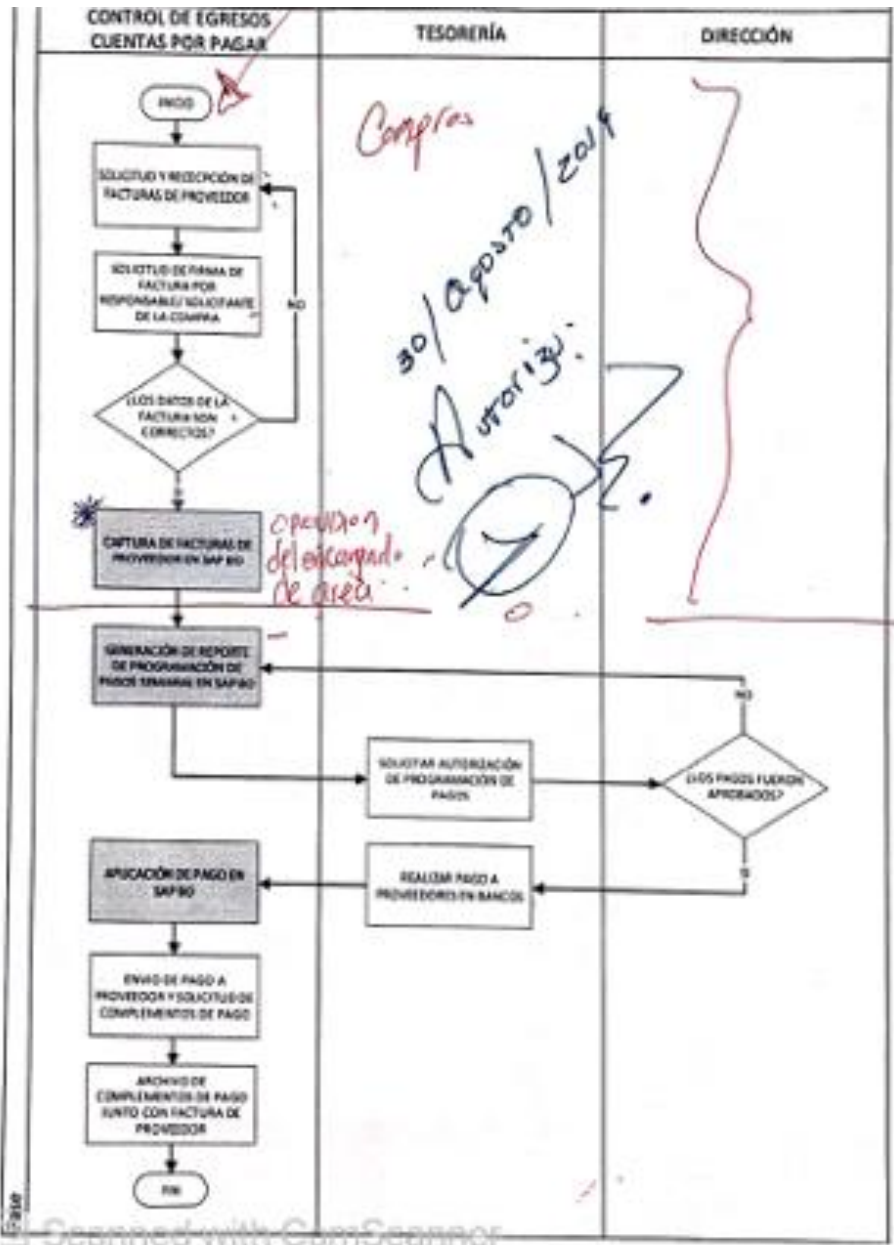 CONTROL DE EGRESOS
CUENTAS POR PAGAR
TESORERÍA
DIRECCIÓN
INICIO
Compras
SOLICITUD Y RECEPCIÓN DE
FACTURAS DE PROVEEDOR
30/Agosto/2019
SOLICITUD DE FIRMA DE
FACTURA POR
RESPONSABLE/SOLICITANTE
DE LA COMPRA
NO
Autorizo:
¿LOS DATOS DE LA
FACTURA SON
CORRECTOS?
SI
CAPTURA DE FACTURAS DE
PROVEEDOR EN SAP BO
del encargado
de area
GENERACIÓN DE REPORTE
DE PROGRAMACIÓN DE
PAGOS SEMANAL EN SAP BO
NO
SOLICITAR AUTORIZACIÓN
DE PROGRAMACIÓN DE
PAGOS
¿LOS PAGOS FUERON
APROBADOS?
SI
APLICACIÓN DE PAGO EN
SAP BO
REALIZAR PAGO A
PROVEEDORES EN BANCOS
ENVIO DE PAGO A
PROVEEDOR Y SOLICITUD DE
COMPLEMENTOS DE PAGO
ARCHIVO DE
COMPLEMENTOS DE PAGO
JUNTO CON FACTURA DE
PROVEEDOR
FIN
Fase
Scanned with CamScanner